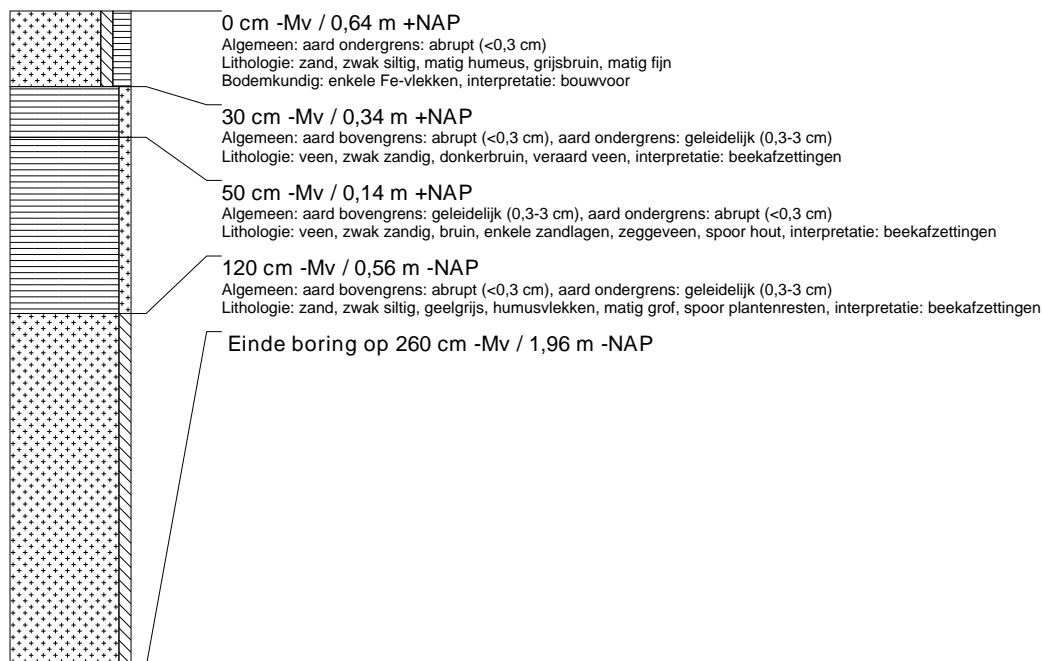 0 cm -Mv / 0,64 m +NAP
Algemeen: aard ondergrens: abrupt (<0,3 cm)
Lithologie: zand, zwak siltig, matig humeus, grijsbruin, matig fijn
Bodemkundig: enkele Fe-vlekken, interpretatie: bouwvoor
30 cm -Mv / 0,34 m +NAP
Algemeen: aard bovengrens: abrupt (<0,3 cm), aard ondergrens: geleidelijk (0,3-3 cm)
Lithologie: veen, zwak zandig, donkerbruin, veraard veen, interpretatie: beekafzettingen
50 cm -Mv / 0,14 m +NAP
Algemeen: aard bovengrens: geleidelijk (0,3-3 cm), aard ondergrens: abrupt (<0,3 cm)
Lithologie: veen, zwak zandig, bruin, enkele zandlagen, zeggeveen, spoor hout, interpretatie: beekafzettingen
120 cm -Mv / 0,56 m -NAP
Algemeen: aard bovengrens: abrupt (<0,3 cm), aard ondergrens: geleidelijk (0,3-3 cm)
Lithologie: zand, zwak siltig, geelgrijs, humusvlekken, matig grof, spoor plantenresten, interpretatie: beekafzettingen
Einde boring op 260 cm -Mv / 1,96 m -NAP